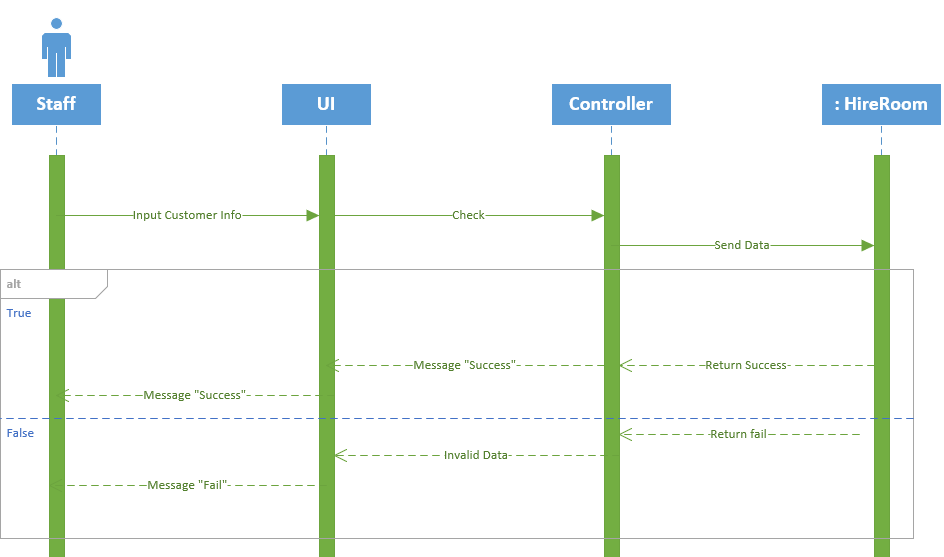 Staff
UI
Controller
: HireRoom
Input Customer Info
Check
Send Data
alt
True
Message "Success"
Return Success
Message "Success"
False
Return fail
Invalid Data
Message "Fail"